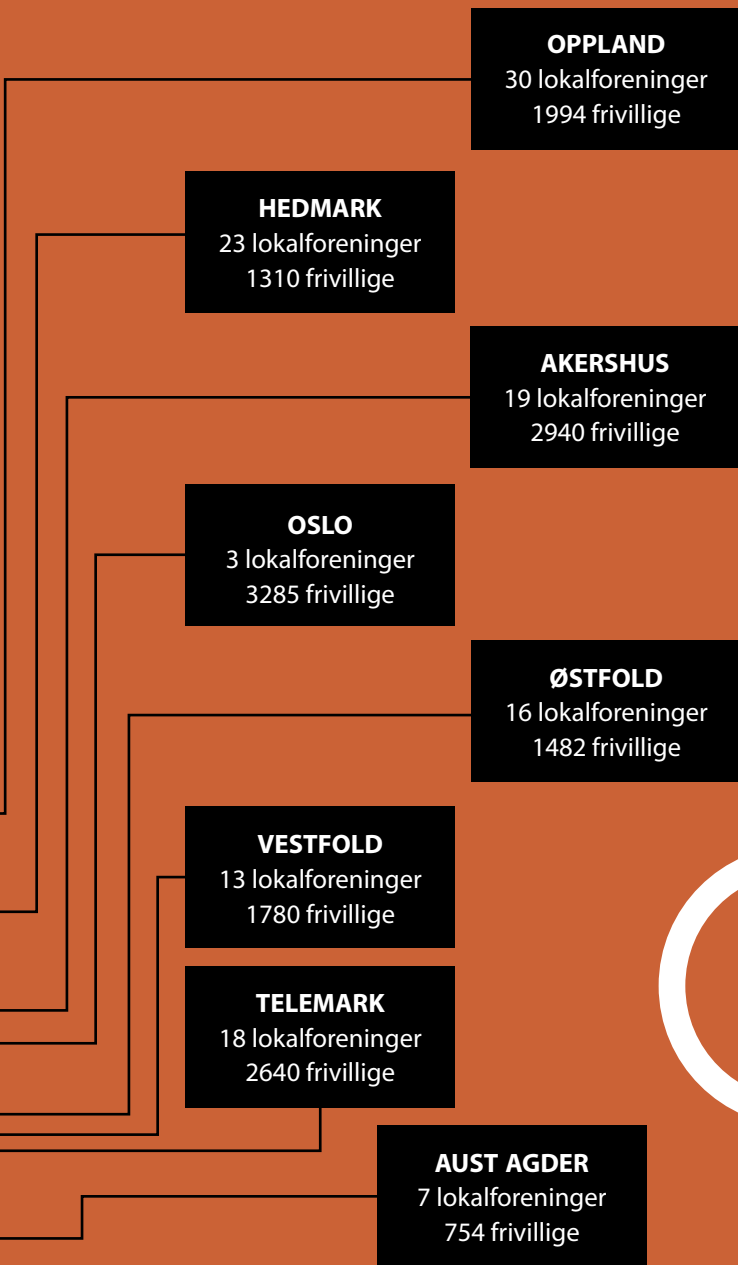 OPPLAND
30 lokalforeninger
1994 frivillige
HEDMARK
23 lokalforeninger
1310 frivillige
AKERSHUS
19 lokalforeninger
2940 frivillige
OSLO
3 lokalforeninger
3285 frivillige
ØSTFOLD
16 lokalforeninger
1482 frivillige
VESTFOLD
13 lokalforeninger
1780 frivillige
TELEMARK
18 lokalforeninger
2640 frivillige
AUST AGDER
7 lokalforeninger
754 frivillige